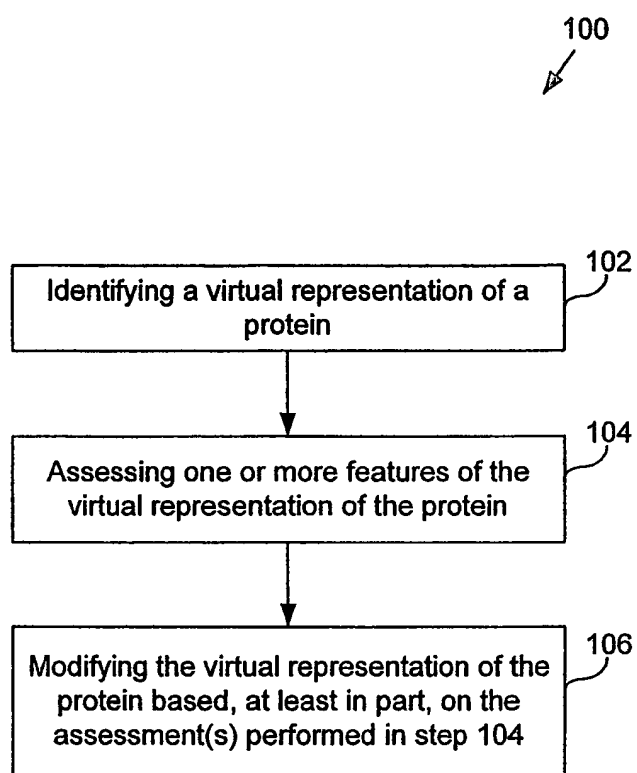 100
102
Identifying a virtual representation of a
protein
104
Assessing one or more features of the
virtual representation of the protein
106
Modifying the virtual representation of the
protein based, at least in part, on the
assessment(s) performed in step 104